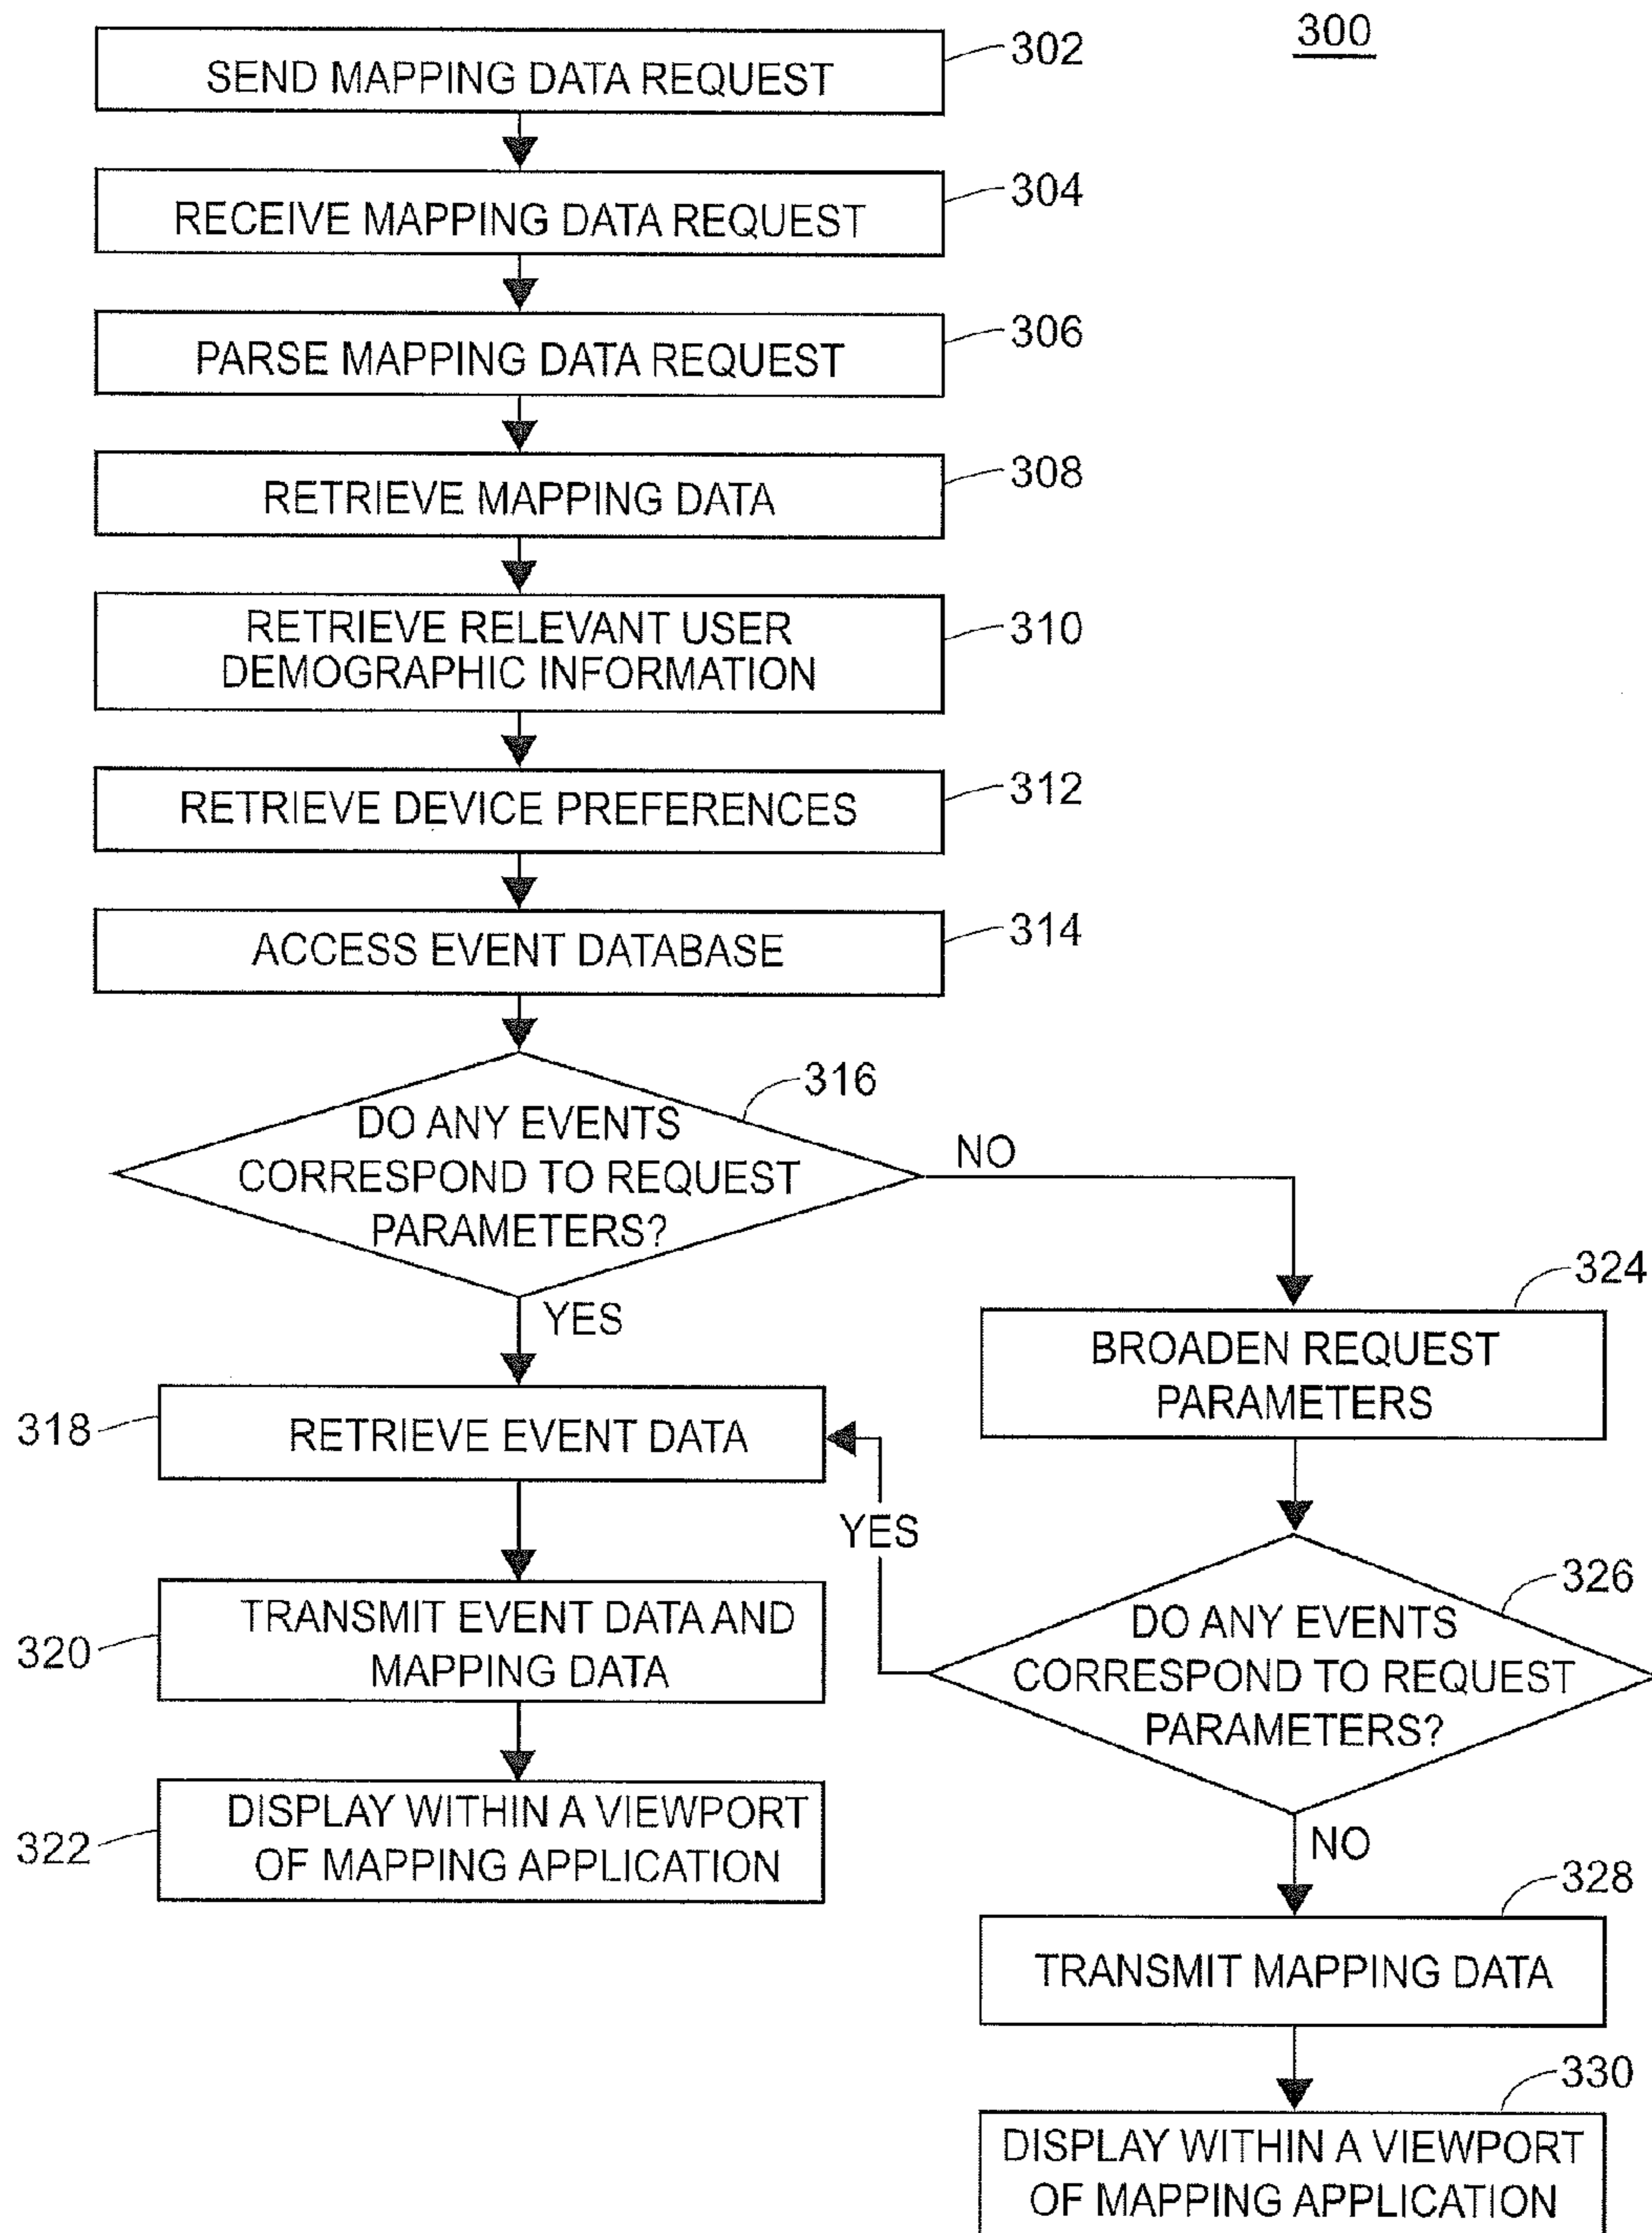 300
SEND MAPPING DATA REQUEST
302
RECEIVE MAPPING DATA REQUEST
304
PARSE MAPPING DATA REQUEST
306
RETRIEVE MAPPING DATA
308
RETRIEVE RELEVANT USER
DEMOGRAPHIC INFORMATION
310
RETRIEVE DEVICE PREFERENCES
312
ACCESS EVENT DATABASE
314
DO ANY EVENTS
CORRESPOND TO REQUEST
PARAMETERS?
316
NO
YES
318
RETRIEVE EVENT DATA
320
TRANSMIT EVENT DATA AND
MAPPING DATA
322
DISPLAY WITHIN A VIEWPORT
OF MAPPING APPLICATION
324
BROADEN REQUEST
PARAMETERS
326
DO ANY EVENTS
CORRESPOND TO REQUEST
PARAMETERS?
YES
NO
328
TRANSMIT MAPPING DATA
330
DISPLAY WITHIN A VIEWPORT
OF MAPPING APPLICATION